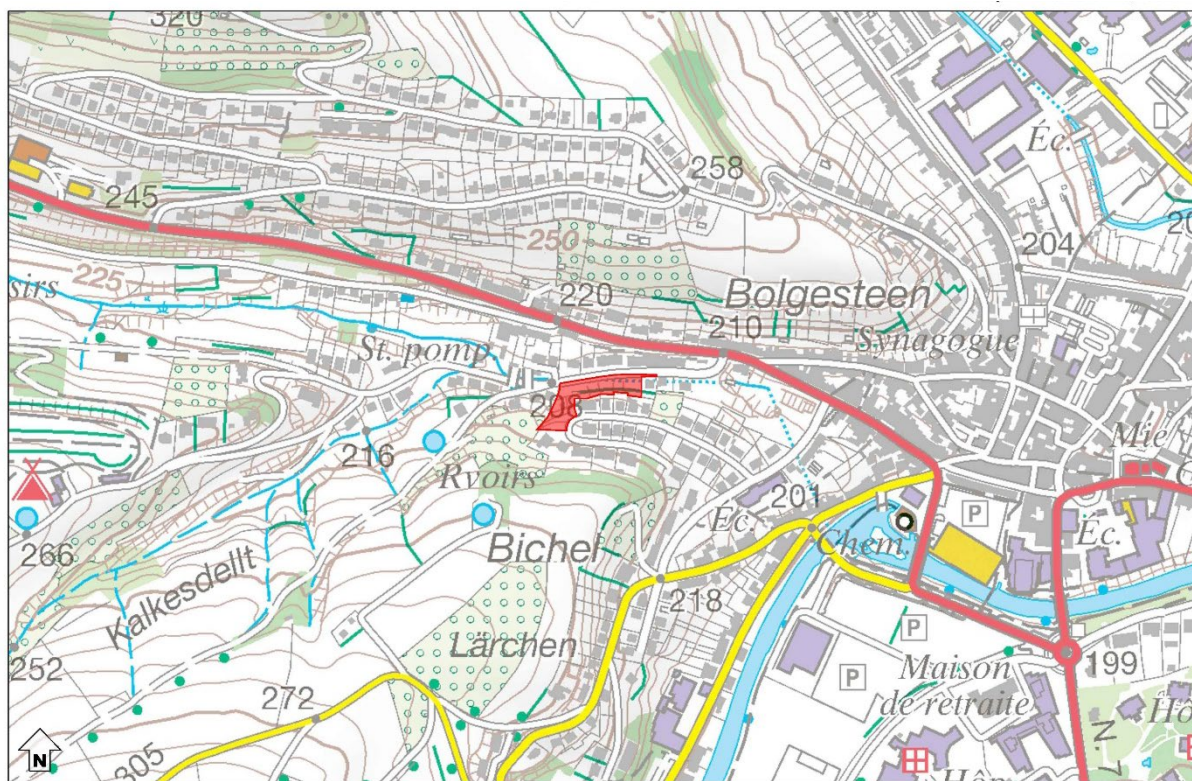 320
Éc.
258
245
204
250
225
Bolgesteen
220
210
Synagogue
St. pomp
208
Mie
216
Rvoirs
201
P
Éc.
Éc.
Bichel
Chem.
266
Kalkesdellt
218
P
Lärchen
252
P
Maison
de retraite
199
272
305
N